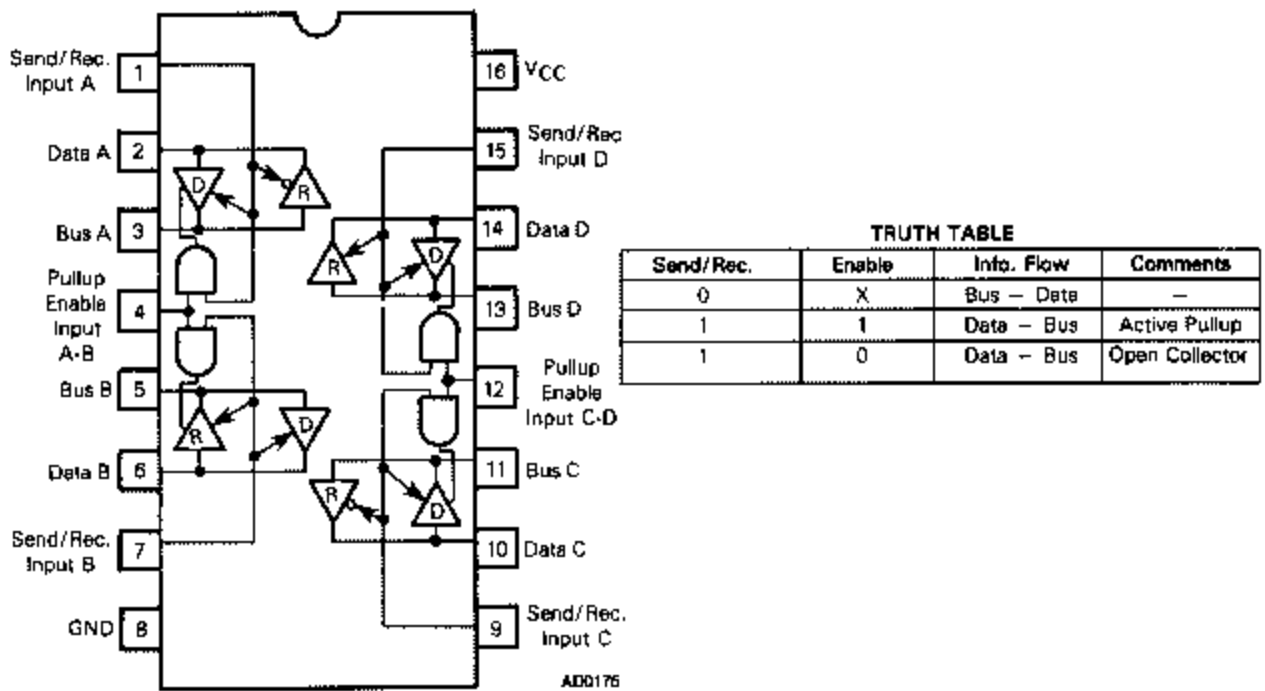 Send/Rec.
Input A
1
Data A
2
Bus A
3
Pullup
Enable
Input
A-B
4
Bus B
5
Data B
6
Send/Rec.
Input B
7
GND
8
16
VCC
15
Send/Rec
Input D
14
Data D
13
Bus D
12
Pullup
Enable
Input C-D
11
Bus C
10
Data C
9
Send/Rec.
Input C
D
R
R
D
R
D
R
D
AD0175
TRUTH TABLE
Send/Rec. Enable Info. Flow Comments
0 X Bus – Data –
1 1 Data – Bus Active Pullup
1 0 Data – Bus Open Collector